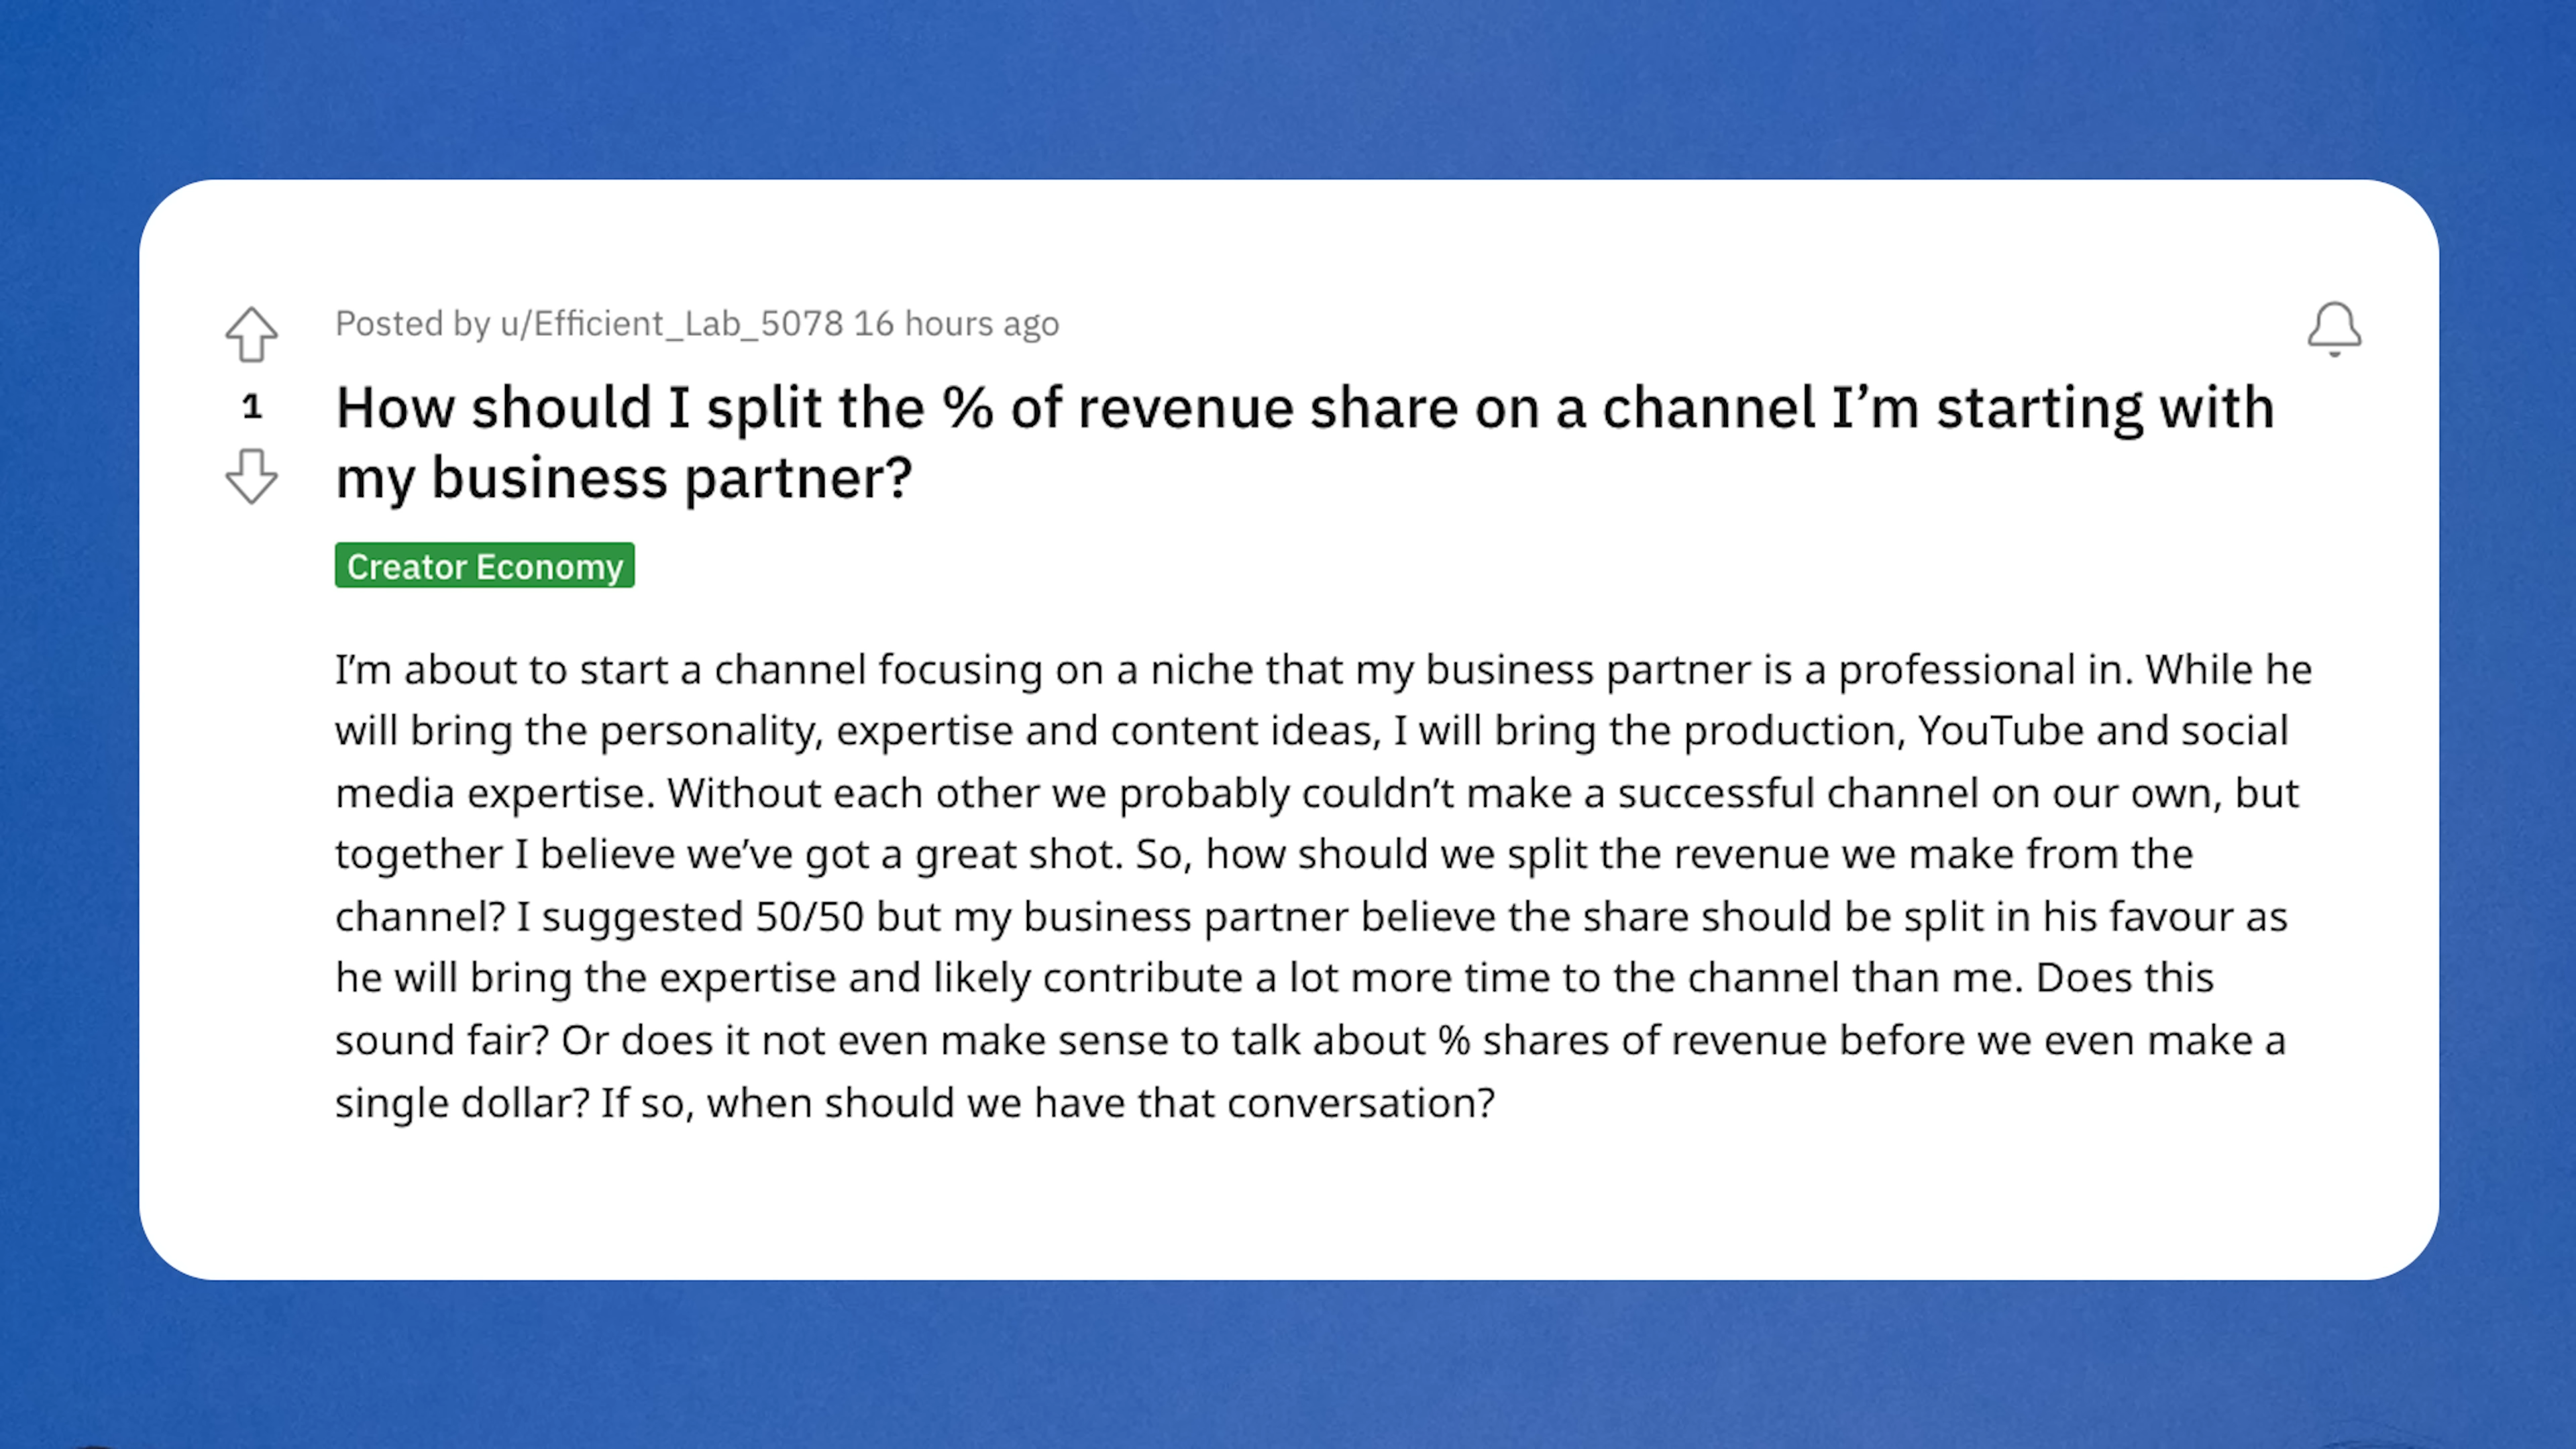 Posted by u/Efficient_Lab_5078 16 hours ago
1
How should I split the % of revenue share on a channel I’m starting with
my business partner?
Creator Economy
I’m about to start a channel focusing on a niche that my business partner is a professional in. While he
will bring the personality, expertise and content ideas, I will bring the production, YouTube and social
media expertise. Without each other we probably couldn’t make a successful channel on our own, but
together I believe we’ve got a great shot. So, how should we split the revenue we make from the
channel? I suggested 50/50 but my business partner believe the share should be split in his favour as
he will bring the expertise and likely contribute a lot more time to the channel than me. Does this
sound fair? Or does it not even make sense to talk about % shares of revenue before we even make a
single dollar? If so, when should we have that conversation?